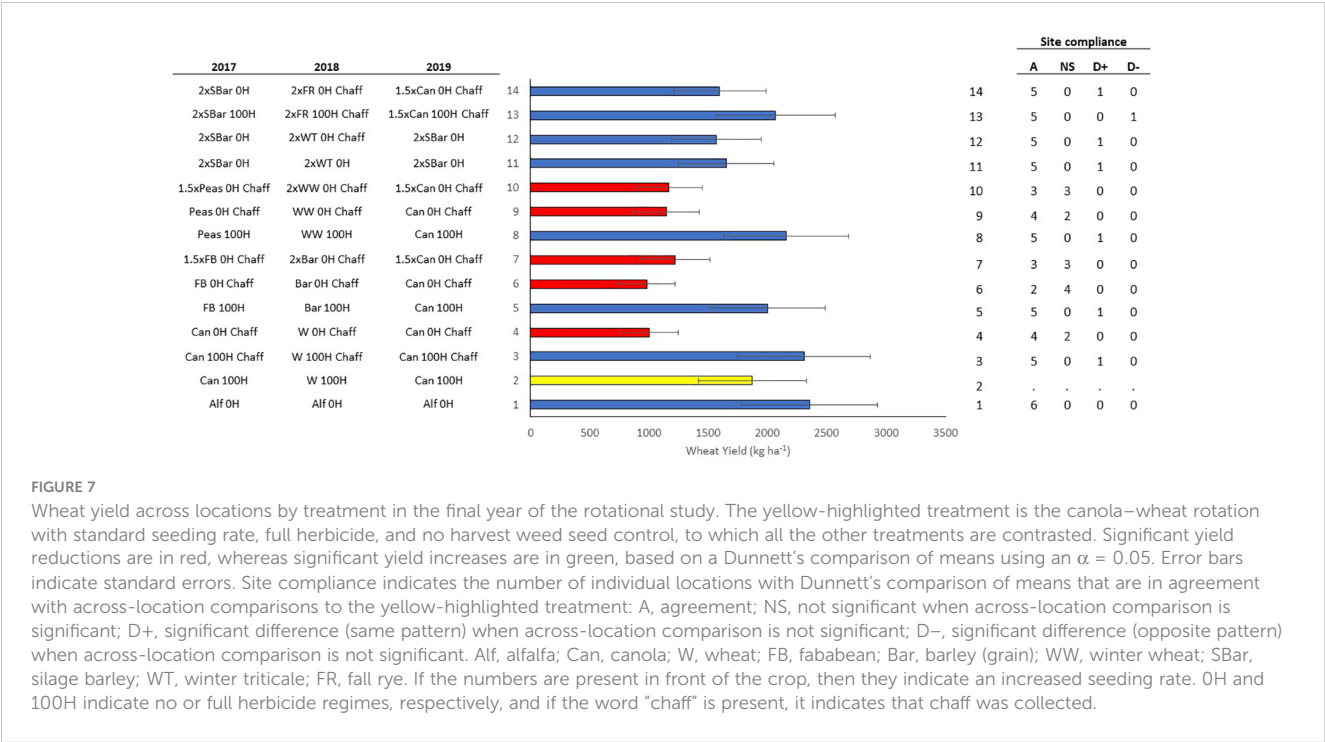 Site compliance
2017 2018 2019 A NS D+ D-
2xSBar 0H 2xFR 0H Chaff 1.5xCan 0H Chaff 14 14 5 0 1 0
2xSBar 100H 2xFR 100H Chaff 1.5xCan 100H Chaff 13 13 5 0 0 1
2xSBar 0H 2xWT 0H Chaff 2xSBar 0H 12 12 5 0 1 0
2xSBar 0H 2xWT 0H 2xSBar 0H 11 11 5 0 1 0
1.5xPeas 0H Chaff 2xWW 0H Chaff 1.5xCan 0H Chaff 10 10 3 3 0 0
Peas 0H Chaff WW 0H Chaff Can 0H Chaff 9 9 4 2 0 0
Peas 100H WW 100H Can 100H 8 8 5 0 1 0
1.5xFB 0H Chaff 2xBar 0H Chaff 1.5xCan 0H Chaff 7 7 3 3 0 0
FB 0H Chaff Bar 0H Chaff Can 0H Chaff 6 6 2 4 0 0
FB 100H Bar 100H Can 100H 5 5 5 0 1 0
Can 0H Chaff W 0H Chaff Can 0H Chaff 4 4 4 2 0 0
Can 100H Chaff W 100H Chaff Can 100H Chaff 3 3 5 0 1 0
Can 100H W 100H Can 100H 2 2 . . . .
Alf 0H Alf 0H Alf 0H 1 1 6 0 0 0
0 500 1000 1500 2000 2500 3000 3500
Wheat Yield (kg ha⁻¹)
FIGURE 7
Wheat yield across locations by treatment in the final year of the rotational study. The yellow-highlighted treatment is the canola–wheat rotation
with standard seeding rate, full herbicide, and no harvest weed seed control, to which all the other treatments are contrasted. Significant yield
reductions are in red, whereas significant yield increases are in green, based on a Dunnett's comparison of means using an α = 0.05. Error bars
indicate standard errors. Site compliance indicates the number of individual locations with Dunnett's comparison of means that are in agreement
with across-location comparisons to the yellow-highlighted treatment: A, agreement; NS, not significant when across-location comparison is
significant; D+, significant difference (same pattern) when across-location comparison is not significant; D–, significant difference (opposite pattern)
when across-location comparison is not significant. Alf, alfalfa; Can, canola; W, wheat; FB, fababean; Bar, barley (grain); WW, winter wheat; SBar,
silage barley; WT, winter triticale; FR, fall rye. If the numbers are present in front of the crop, then they indicate an increased seeding rate. 0H and
100H indicate no or full herbicide regimes, respectively, and if the word "chaff" is present, it indicates that chaff was collected.